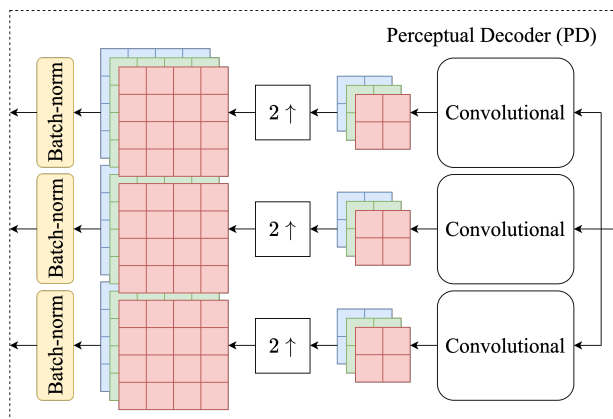 Perceptual Decoder (PD)
Batch-norm
2 ↑
Convolutional
Batch-norm
2 ↑
Convolutional
Batch-norm
2 ↑
Convolutional